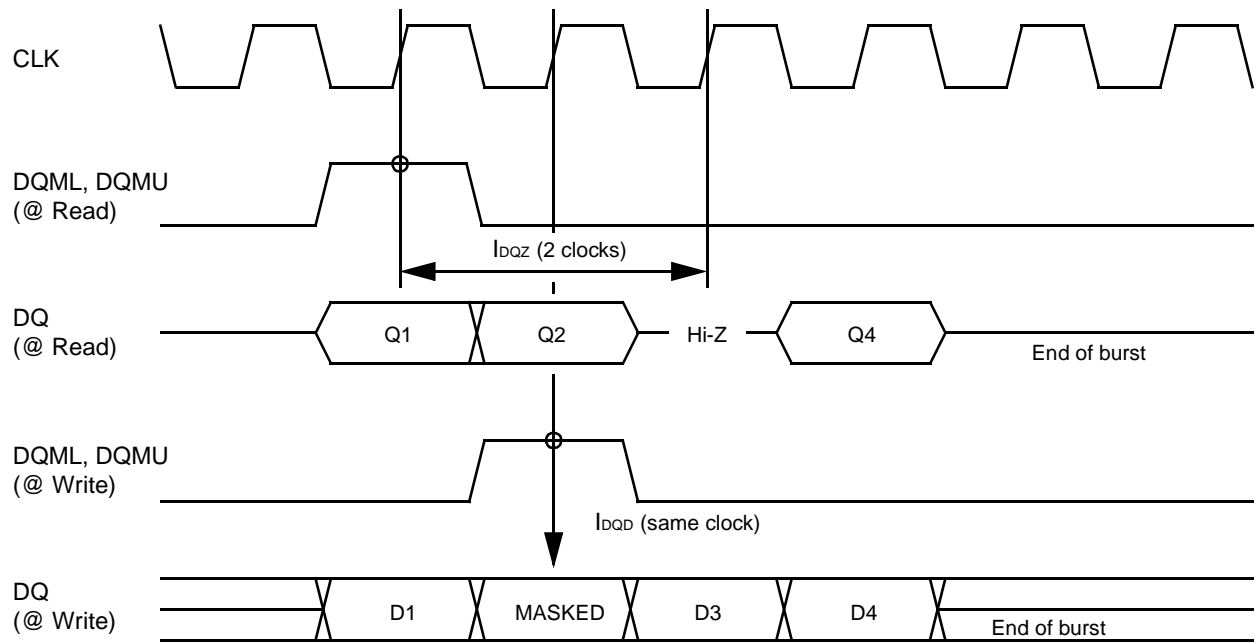 CLK
DQML, DQMU
(@ Read)
IDQZ (2 clocks)
DQ
(@ Read)
Q1
Q2
Hi-Z
Q4
End of burst
DQML, DQMU
(@ Write)
IDQD (same clock)
DQ
(@ Write)
D1
MASKED
D3
D4
End of burst